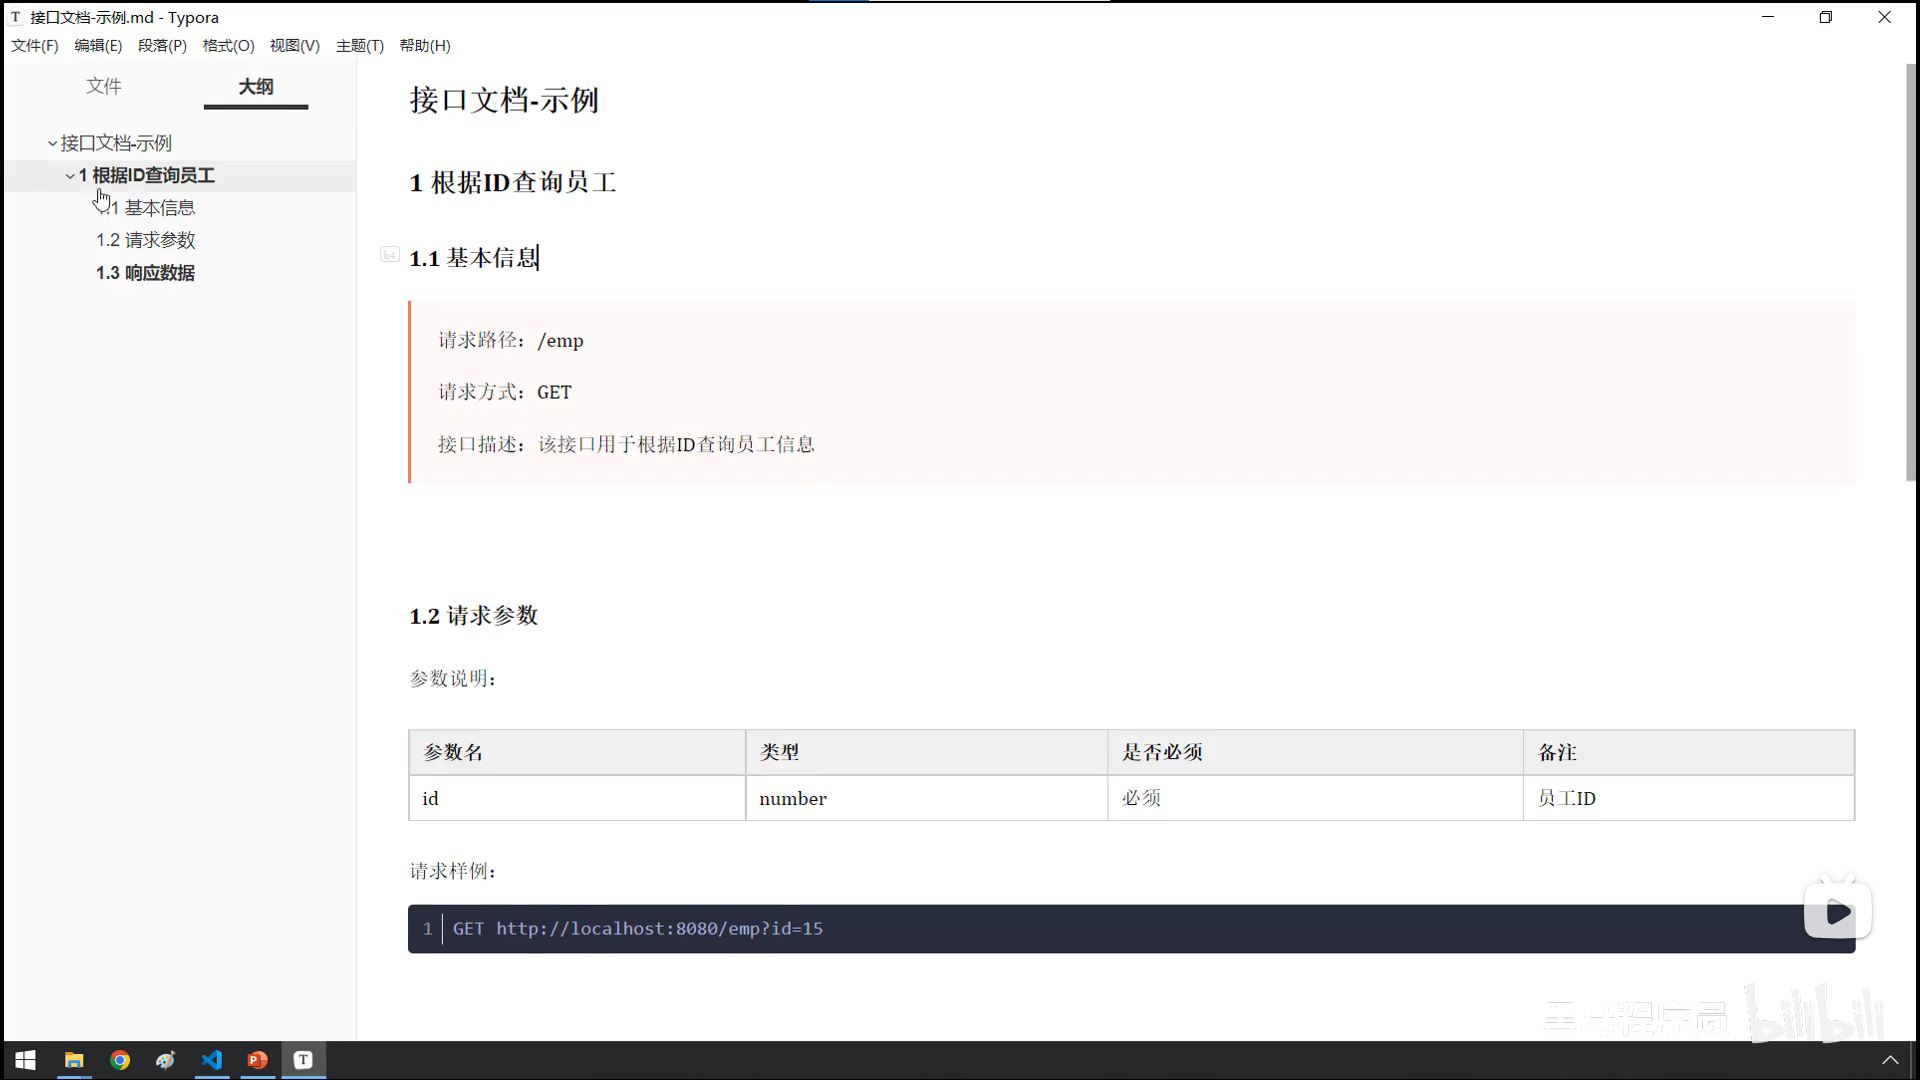 接口文档-示例.md - Typora
文件(F) 编辑(E) 段落(P) 格式(O) 视图(V) 主题(T) 帮助(H)
文件 大纲
接口文档-示例
1 根据ID查询员工
1.1 基本信息
1.2 请求参数
1.3 响应数据
接口文档-示例
1 根据ID查询员工
h4
1.1 基本信息
请求路径：/emp
请求方式：GET
接口描述：该接口用于根据ID查询员工信息
1.2 请求参数
参数说明：
参数名 类型 是否必须 备注
id number 必须 员工ID
请求样例：
1 GET http://localhost:8080/emp?id=15
黑马程序员 bilibili